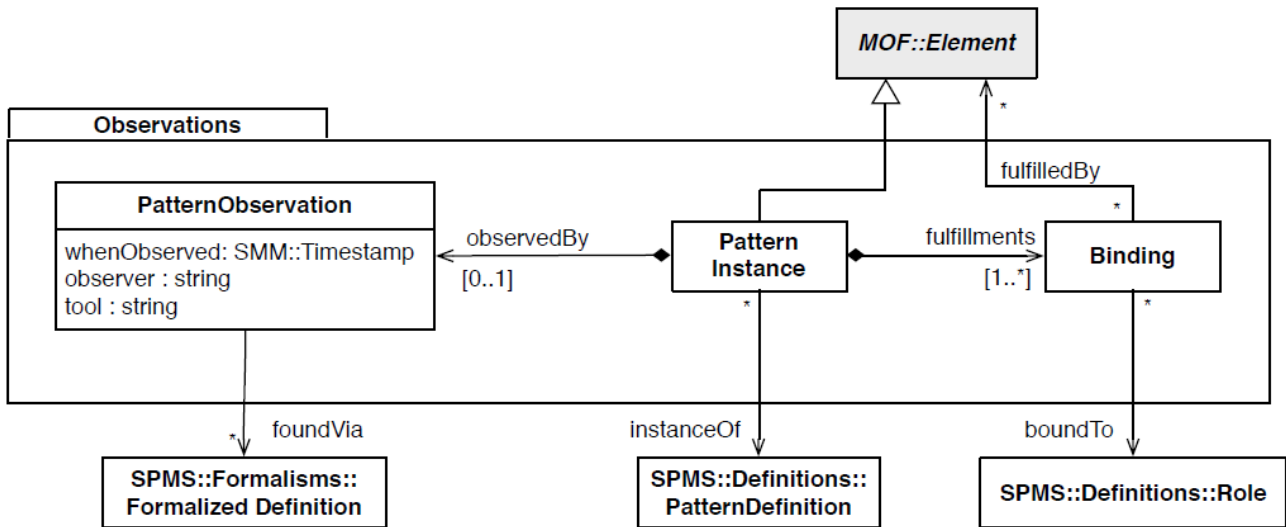 MOF::Element
*
Observations
fulfilledBy
*
PatternObservation
whenObserved: SMM::Timestamp
observer : string
tool : string
observedBy
[0..1]
Pattern
Instance
*
fulfillments
[1..*]
Binding
*
* foundVia
instanceOf
boundTo
SPMS::Formalisms::
Formalized Definition
SPMS::Definitions::
PatternDefinition
SPMS::Definitions::Role